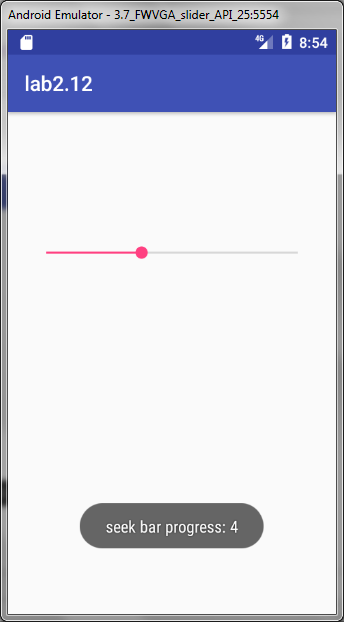 Android Emulator - 3.7_FWVGA_slider_API_25:5554
4G 8:54
lab2.12
seek bar progress: 4